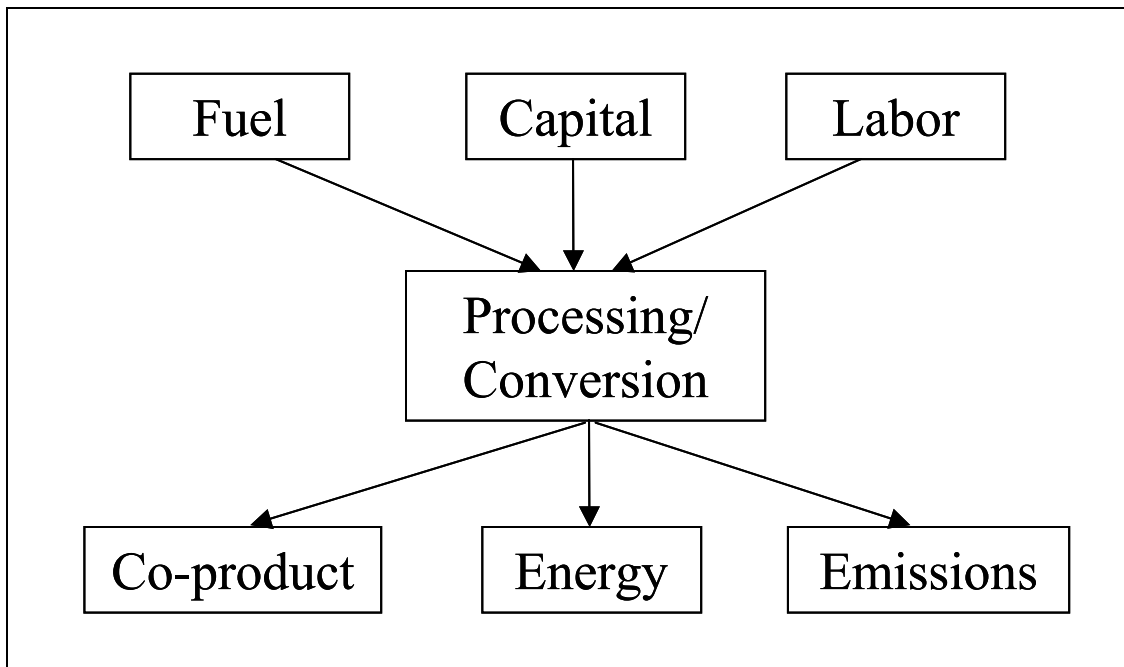 Fuel
Capital
Labor
Processing/
Conversion
Co-product
Energy
Emissions